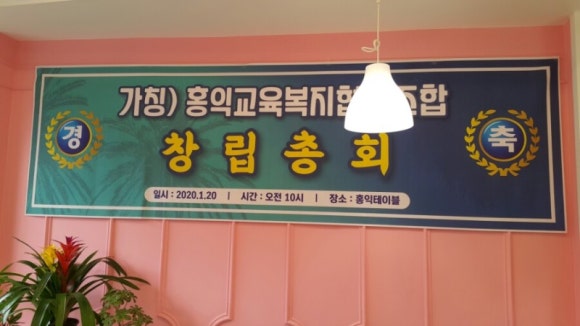 가칭) 홍익교육복지협 조합
경 창립총회 축
일시 : 2020.1.20 | 시간 : 오전 10시 | 장소 : 홍익테이블